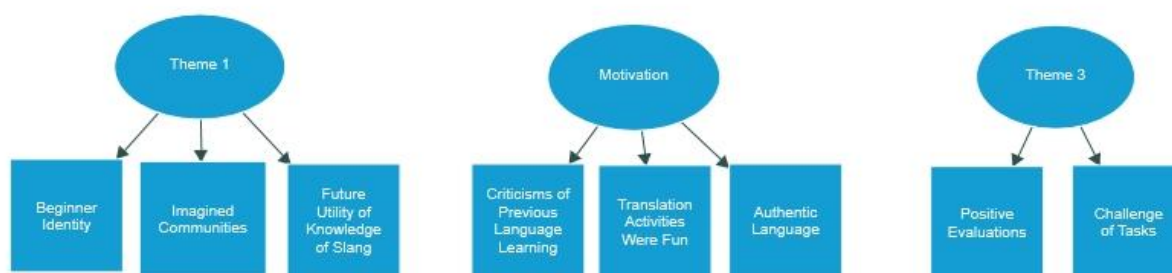 Theme 1
Motivation
Theme 3
Beginner
Identity
Imagined
Communities
Future
Utility of
Knowledge
of Slang
Criticisms of
Previous
Language
Learning
Translation
Activities
Were Fun
Authentic
Language
Positive
Evaluations
Challenge
of Tasks